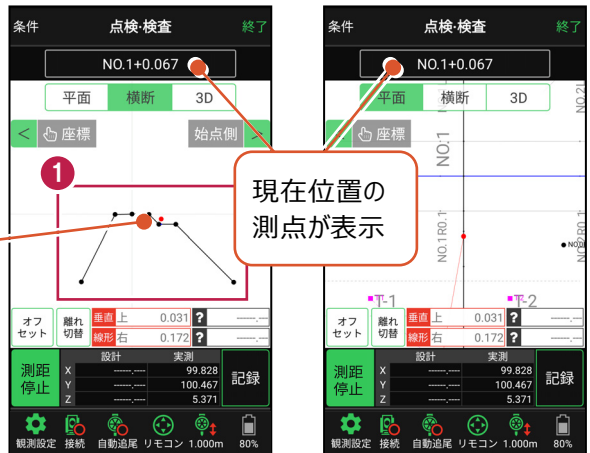 条件
点検・検査
終了
NO.1+0.067
平面
横断
3D
<
座標
始点側
>
1
オフ
セット
離れ
切替
垂直
上
0.031
?
-----.---
線形
右
0.172
?
-----.---
設計
実測
測距
停止
X
-----.----
99.828
Y
-----.----
100.467
Z
-----.----
5.371
記録
観測設定
接続
自動追尾
リモコン
1.000m
80%
現在位置の
測点が表示
条件
点検・検査
終了
NO.1+0.067
平面
横断
3D
<
座標
NO.1
NO.1 R0.1
T-1
T-2
オフ
セット
離れ
切替
垂直
上
0.031
?
-----.---
線形
右
0.172
?
-----.---
設計
実測
測距
停止
X
-----.----
99.828
Y
-----.----
100.467
Z
-----.----
5.371
記録
観測設定
接続
自動追尾
リモコン
1.000m
80%